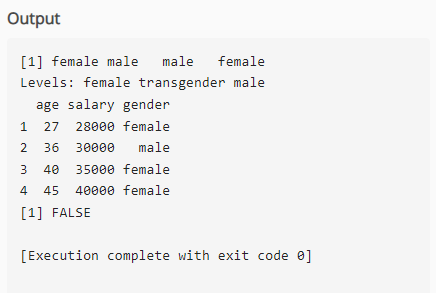 Output
[1] female male   male   female
Levels: female transgender male
  age salary gender
1  27  28000 female
2  36  30000   male
3  40  35000 female
4  45  40000 female
[1] FALSE
[Execution complete with exit code 0]